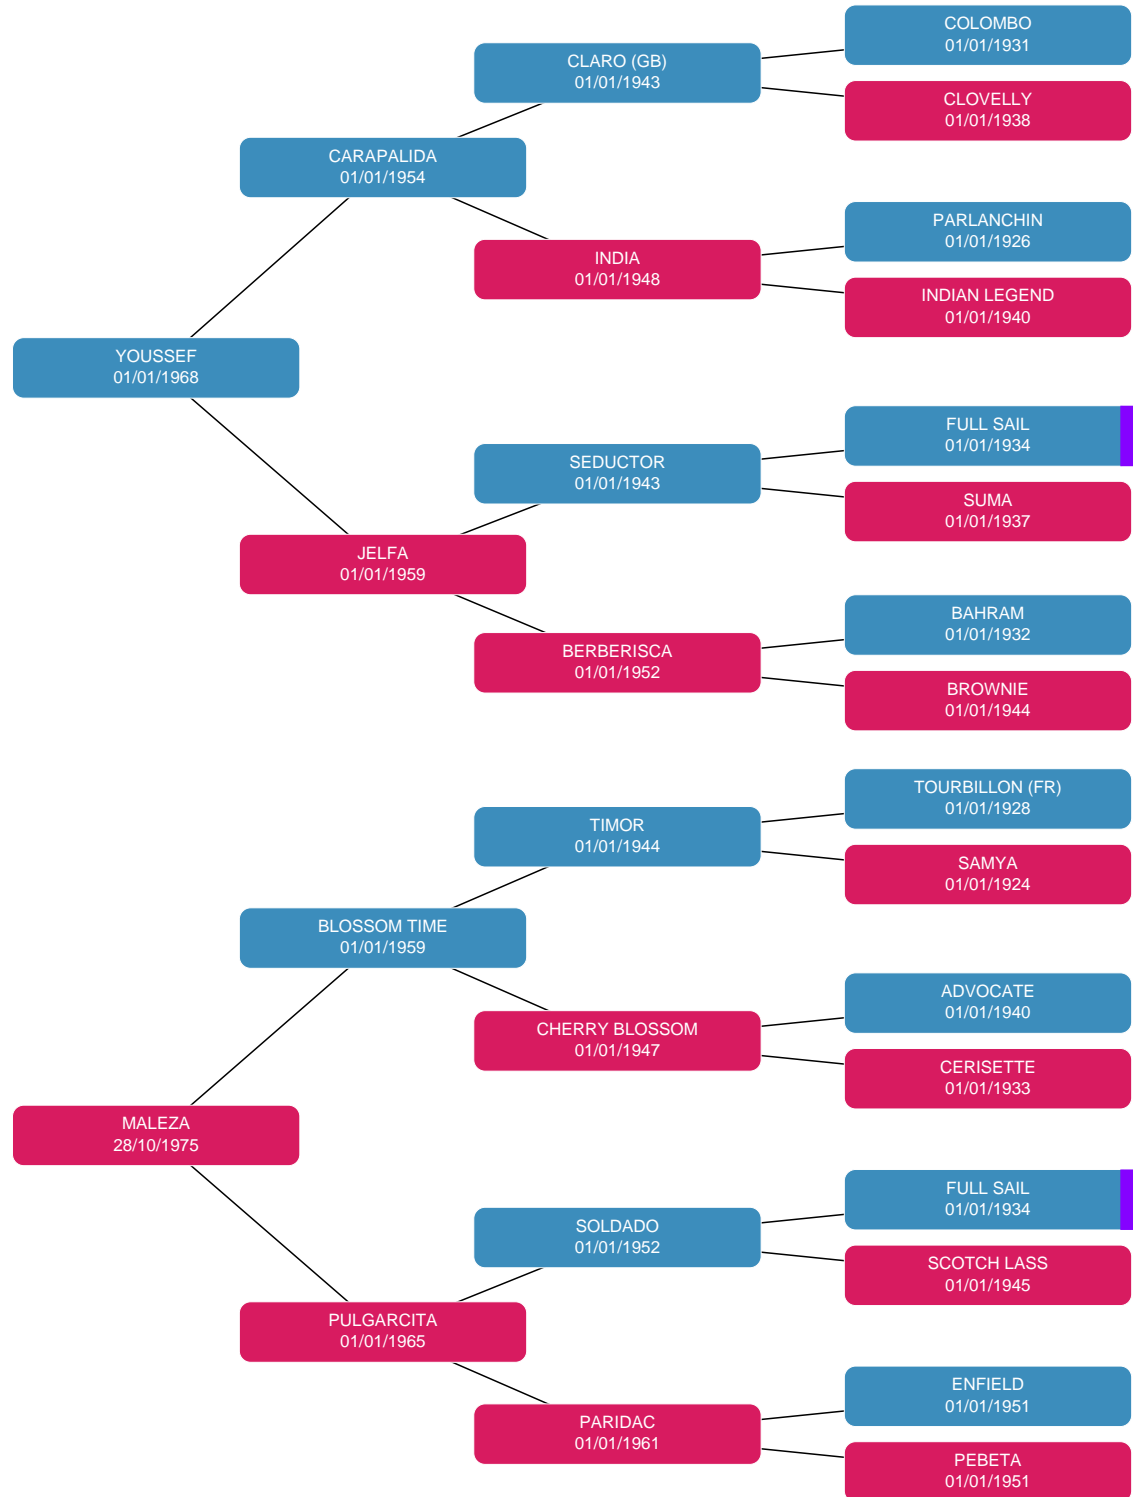 COLOMBO
01/01/1931
CLARO (GB)
01/01/1943
CLOVELLY
01/01/1938
CARAPALIDA
01/01/1954
PARLANCHIN
01/01/1926
INDIA
01/01/1948
INDIAN LEGEND
01/01/1940
YOUSSEF
01/01/1968
FULL SAIL
01/01/1934
SEDUCTOR
01/01/1943
SUMA
01/01/1937
JELFA
01/01/1959
BAHRAM
01/01/1932
BERBERISCA
01/01/1952
BROWNIE
01/01/1944
TOURBILLON (FR)
01/01/1928
TIMOR
01/01/1944
SAMYA
01/01/1924
BLOSSOM TIME
01/01/1959
ADVOCATE
01/01/1940
CHERRY BLOSSOM
01/01/1947
CERISETTE
01/01/1933
MALEZA
28/10/1975
FULL SAIL
01/01/1934
SOLDADO
01/01/1952
SCOTCH LASS
01/01/1945
PULGARCITA
01/01/1965
ENFIELD
01/01/1951
PARIDAC
01/01/1961
PEBETA
01/01/1951